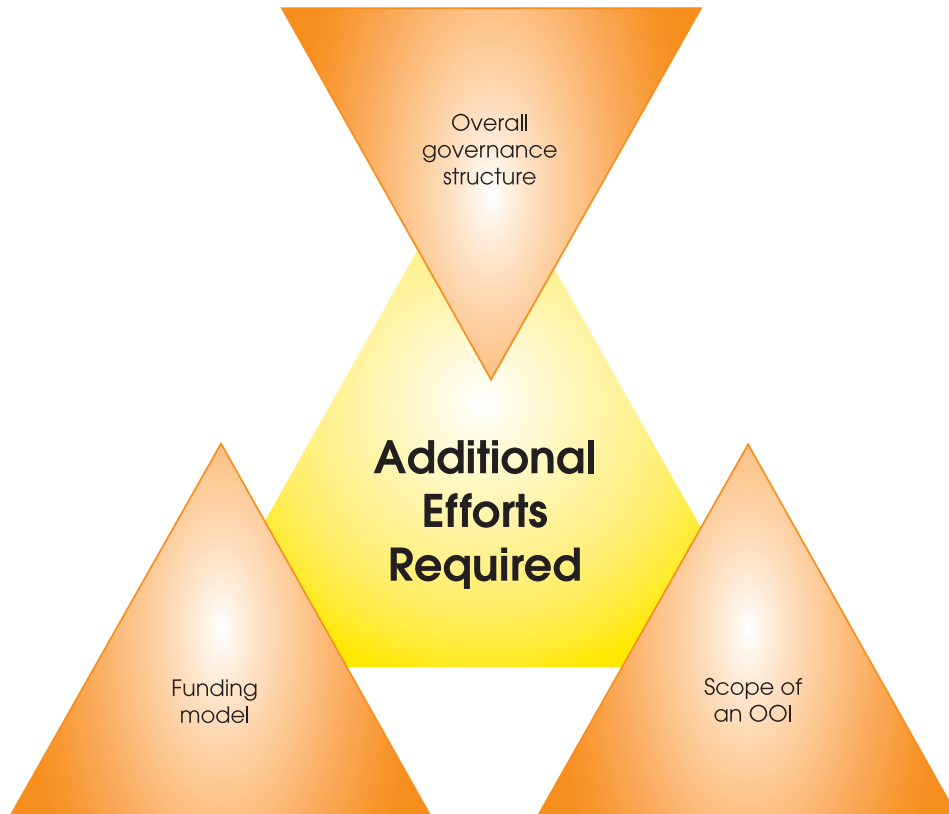 Overall
governance
structure
Additional
Efforts
Required
Funding
model
Scope of
an OOI